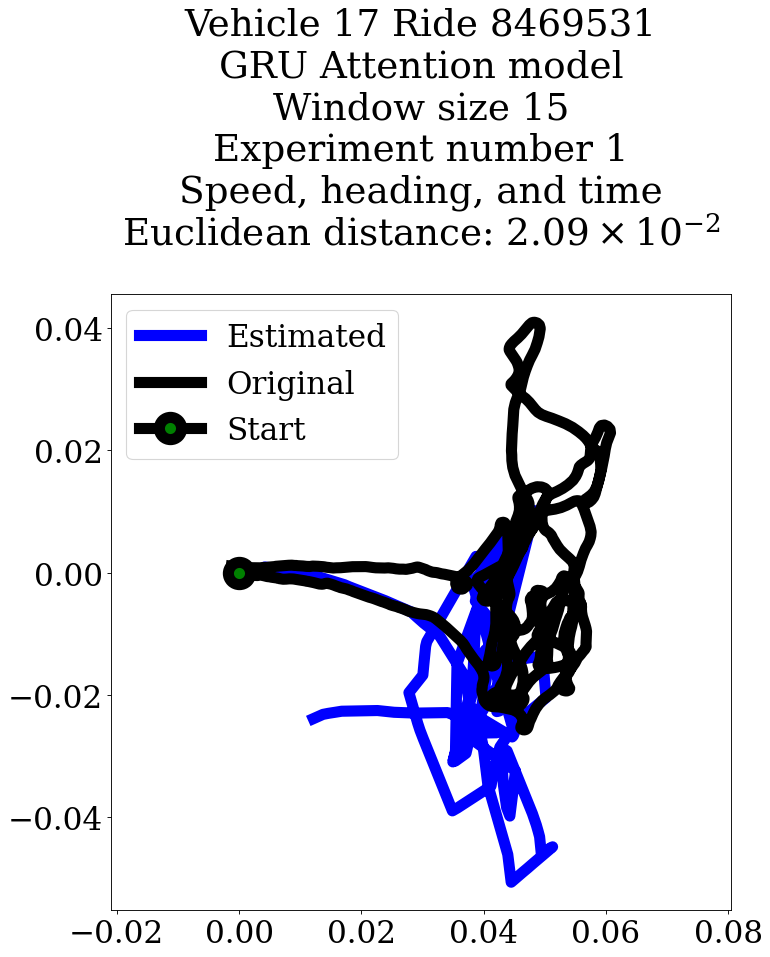 Vehicle 17 Ride 8469531
GRU Attention model
Window size 15
Experiment number 1
Speed, heading, and time
Euclidean distance: 2.09 × 10⁻²
Estimated
Original
Start
0.04
0.02
0.00
−0.02
−0.04
−0.02 0.00 0.02 0.04 0.06 0.08